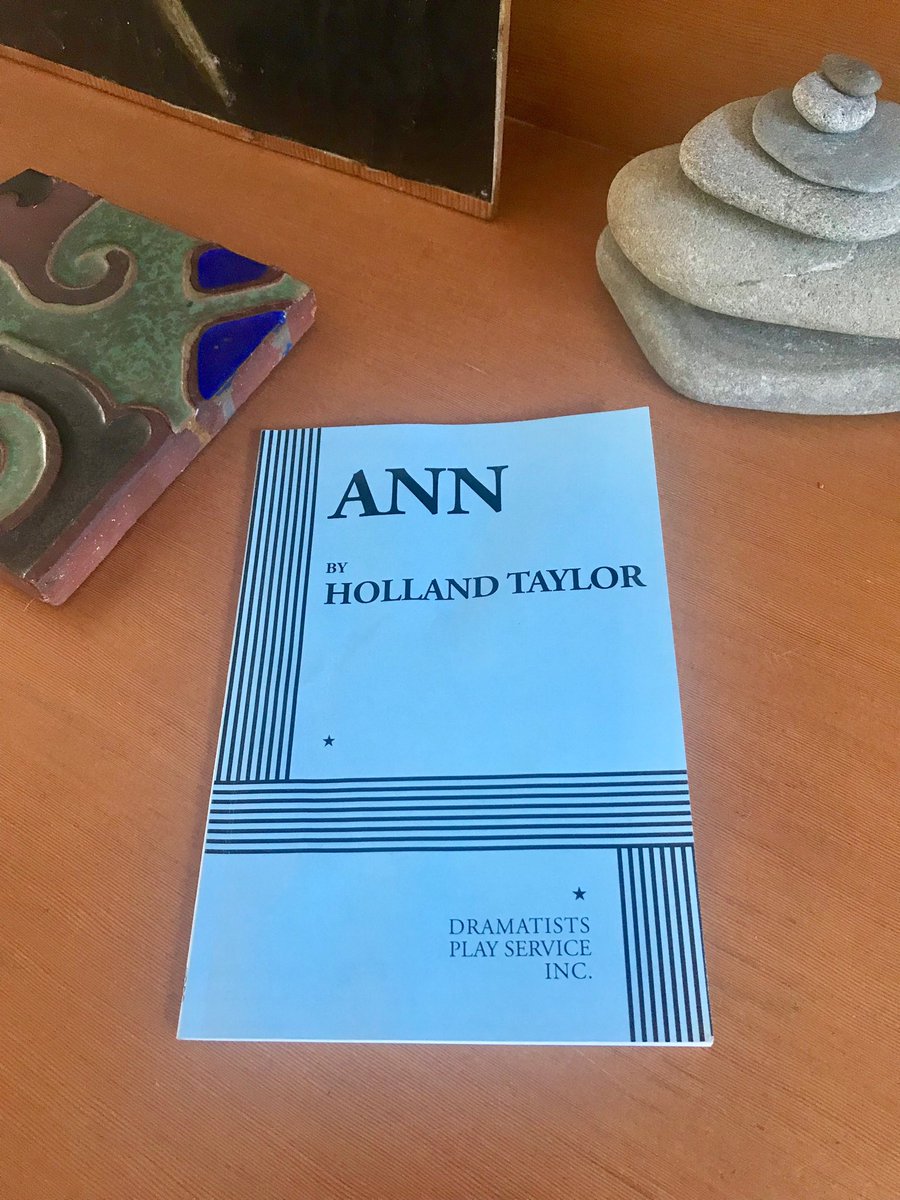 ANN
BY
HOLLAND TAYLOR
DRAMATISTS
PLAY SERVICE
INC.